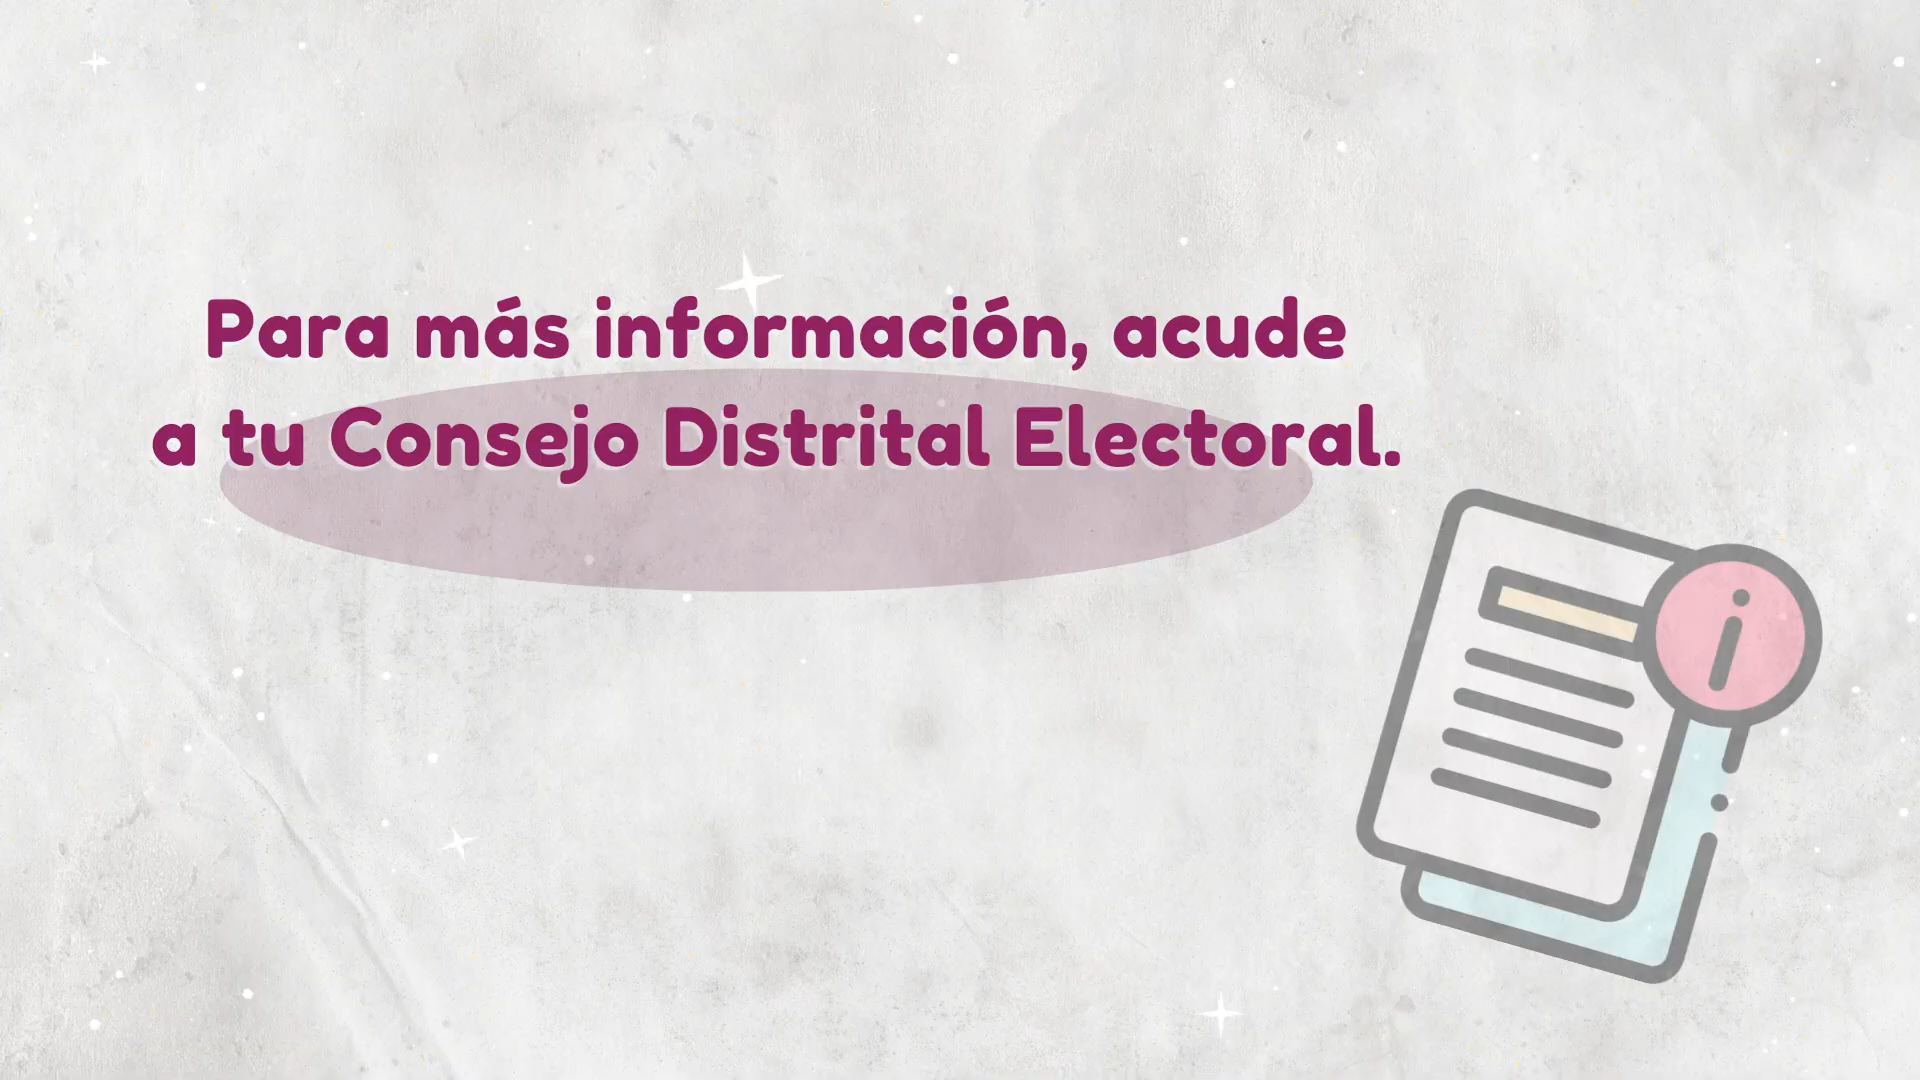 Para más información, acude
a tu Consejo Distrital Electoral.